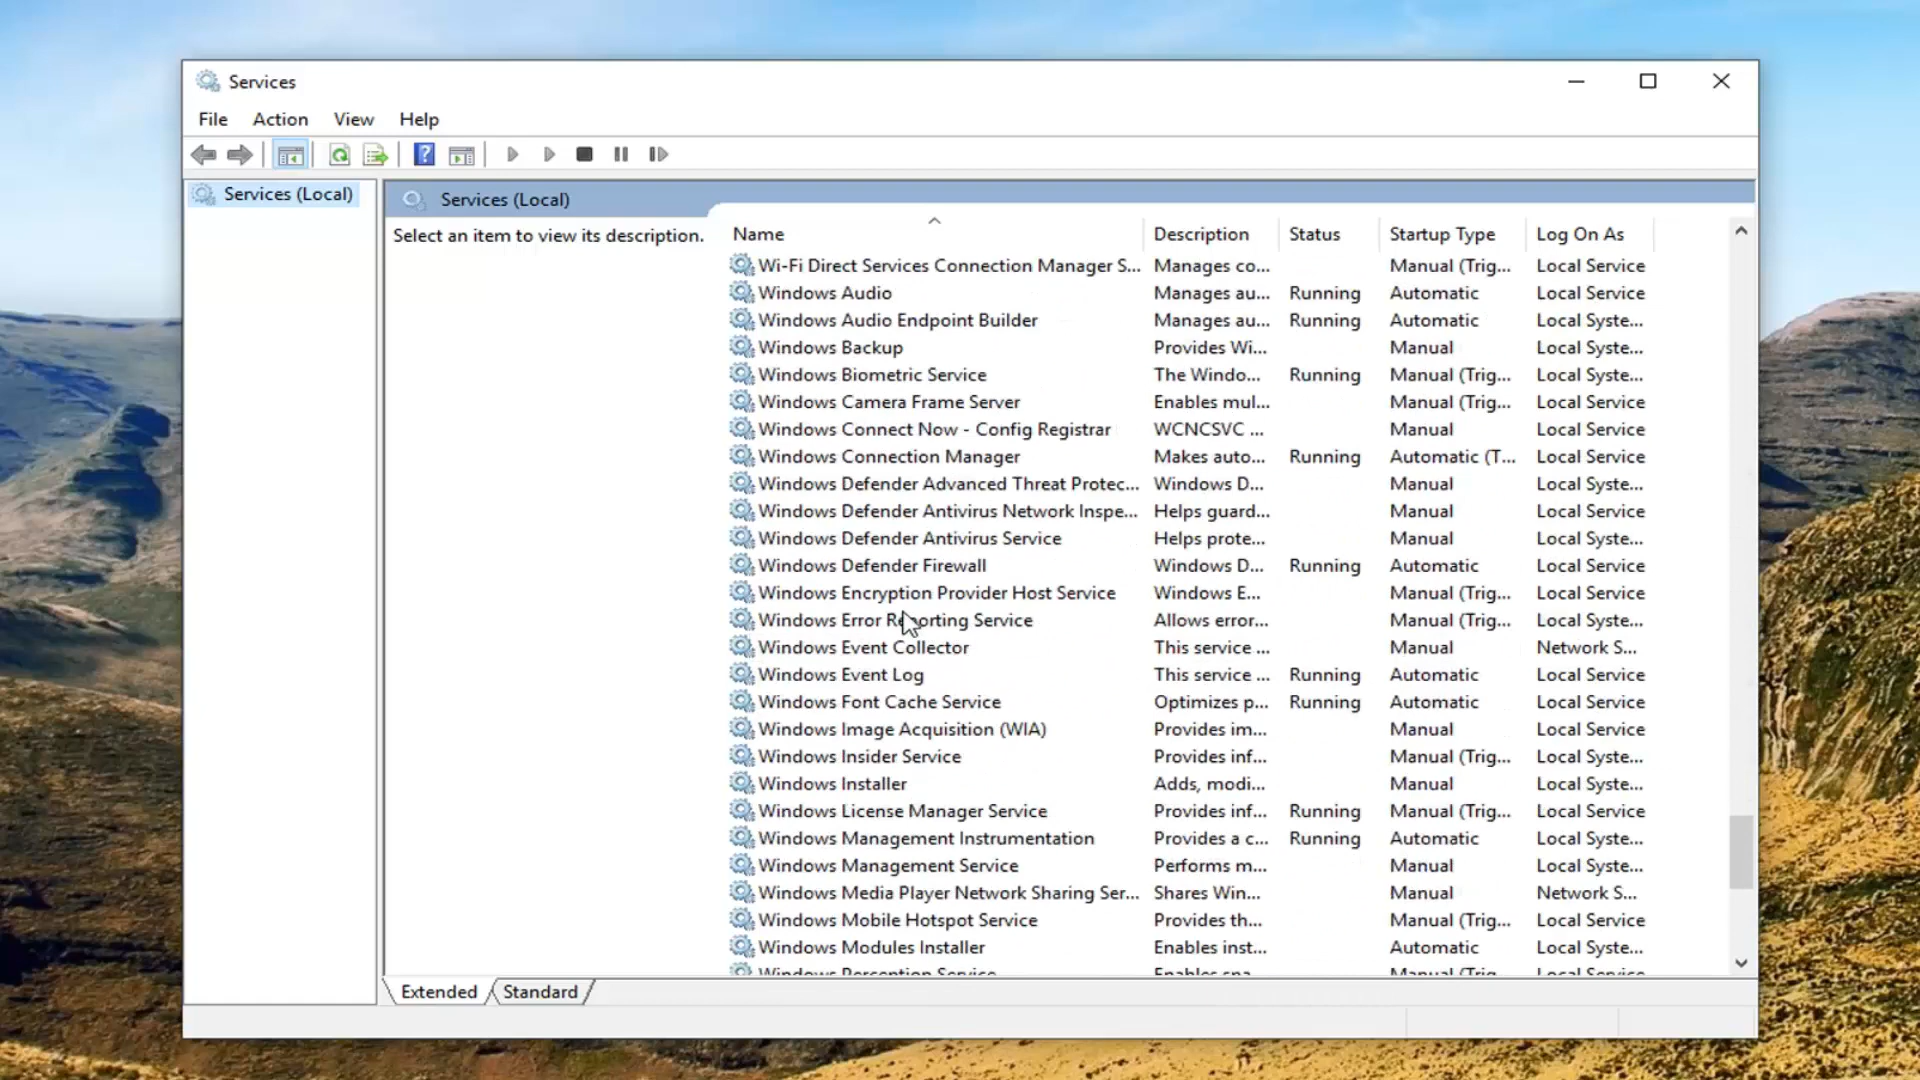 Services
File Action View Help
Services (Local)
Services (Local)
Select an item to view its description.
Name Description Status Startup Type Log On As
Wi-Fi Direct Services Connection Manager S... Manages co... Manual (Trig... Local Service
Windows Audio Manages au... Running Automatic Local Service
Windows Audio Endpoint Builder Manages au... Running Automatic Local Syste...
Windows Backup Provides Wi... Manual Local Syste...
Windows Biometric Service The Windo... Running Manual (Trig... Local Syste...
Windows Camera Frame Server Enables mul... Manual (Trig... Local Service
Windows Connect Now - Config Registrar WCNCSVC ... Manual Local Service
Windows Connection Manager Makes auto... Running Automatic (T... Local Service
Windows Defender Advanced Threat Protec... Windows D... Manual Local Syste...
Windows Defender Antivirus Network Inspe... Helps guard... Manual Local Service
Windows Defender Antivirus Service Helps prote... Manual Local Syste...
Windows Defender Firewall Windows D... Running Automatic Local Service
Windows Encryption Provider Host Service Windows E... Manual (Trig... Local Service
Windows Error Reporting Service Allows error... Manual (Trig... Local Syste...
Windows Event Collector This service ... Manual Network S...
Windows Event Log This service ... Running Automatic Local Service
Windows Font Cache Service Optimizes p... Running Automatic Local Service
Windows Image Acquisition (WIA) Provides im... Manual Local Service
Windows Insider Service Provides inf... Manual (Trig... Local Syste...
Windows Installer Adds, modi... Manual Local Syste...
Windows License Manager Service Provides inf... Running Manual (Trig... Local Service
Windows Management Instrumentation Provides a c... Running Automatic Local Syste...
Windows Management Service Performs m... Manual Local Syste...
Windows Media Player Network Sharing Ser... Shares Win... Manual Network S...
Windows Mobile Hotspot Service Provides th... Manual (Trig... Local Service
Windows Modules Installer Enables inst... Automatic Local Syste...
Windows Perception Service Enables spa... Manual (Trig... Local Service
Extended Standard